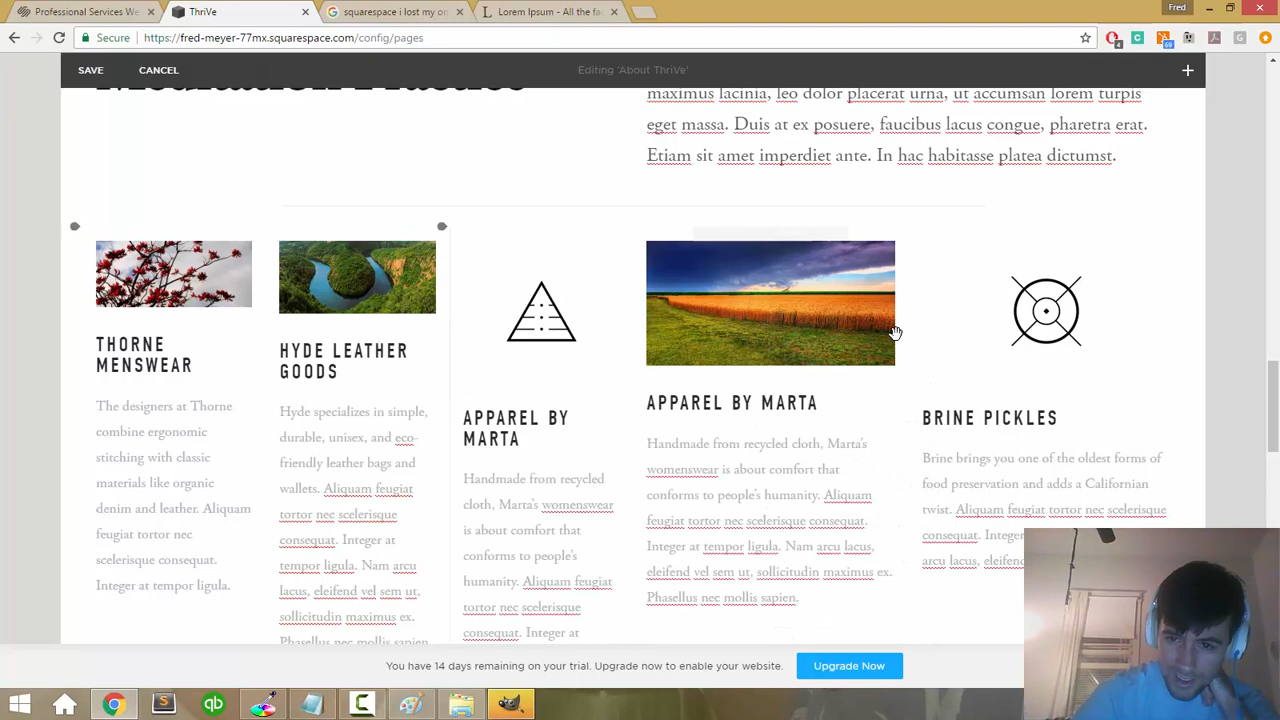 Professional Services We
ThriVe
squarespace i lost my or
Lorem Ipsum - All the fa
Fred
Secure
https://fred-meyer-77mx.squarespace.com/config/pages
SAVE
CANCEL
Editing 'About ThriVe'
maximus lacinia, leo dolor placerat urna, ut accumsan lorem turpis
eget massa. Duis at ex posuere, faucibus lacus congue, pharetra erat.
Etiam sit amet imperdiet ante. In hac habitasse platea dictumst.
THORNE
MENSWEAR
The designers at Thorne
combine ergonomic
stitching with classic
materials like organic
denim and leather. Aliquam
feugiat tortor nec
scelerisque consequat.
Integer at tempor ligula.
HYDE LEATHER
GOODS
Hyde specializes in simple,
durable, unisex, and eco-
friendly leather bags and
wallets. Aliquam feugiat
tortor nec scelerisque
consequat. Integer at
tempor ligula. Nam arcu
lacus, eleifend vel sem ut,
sollicitudin maximus ex.
Phasellus nec mollis sapien
APPAREL BY
MARTA
Handmade from recycled
cloth, Marta's womenswear
is about comfort that
conforms to people's
humanity. Aliquam feugiat
tortor nec scelerisque
consequat. Integer at
APPAREL BY MARTA
Handmade from recycled cloth, Marta's
womenswear is about comfort that
conforms to people's humanity. Aliquam
feugiat tortor nec scelerisque consequat.
Integer at tempor ligula. Nam arcu lacus,
eleifend vel sem ut, sollicitudin maximus ex.
Phasellus nec mollis sapien.
BRINE PICKLES
Brine brings you one of the oldest forms of
food preservation and adds a Californian
twist. Aliquam feugiat tortor nec scelerisque
consequat. Integer
arcu lacus, eleifend
You have 14 days remaining on your trial. Upgrade now to enable your website.
Upgrade Now